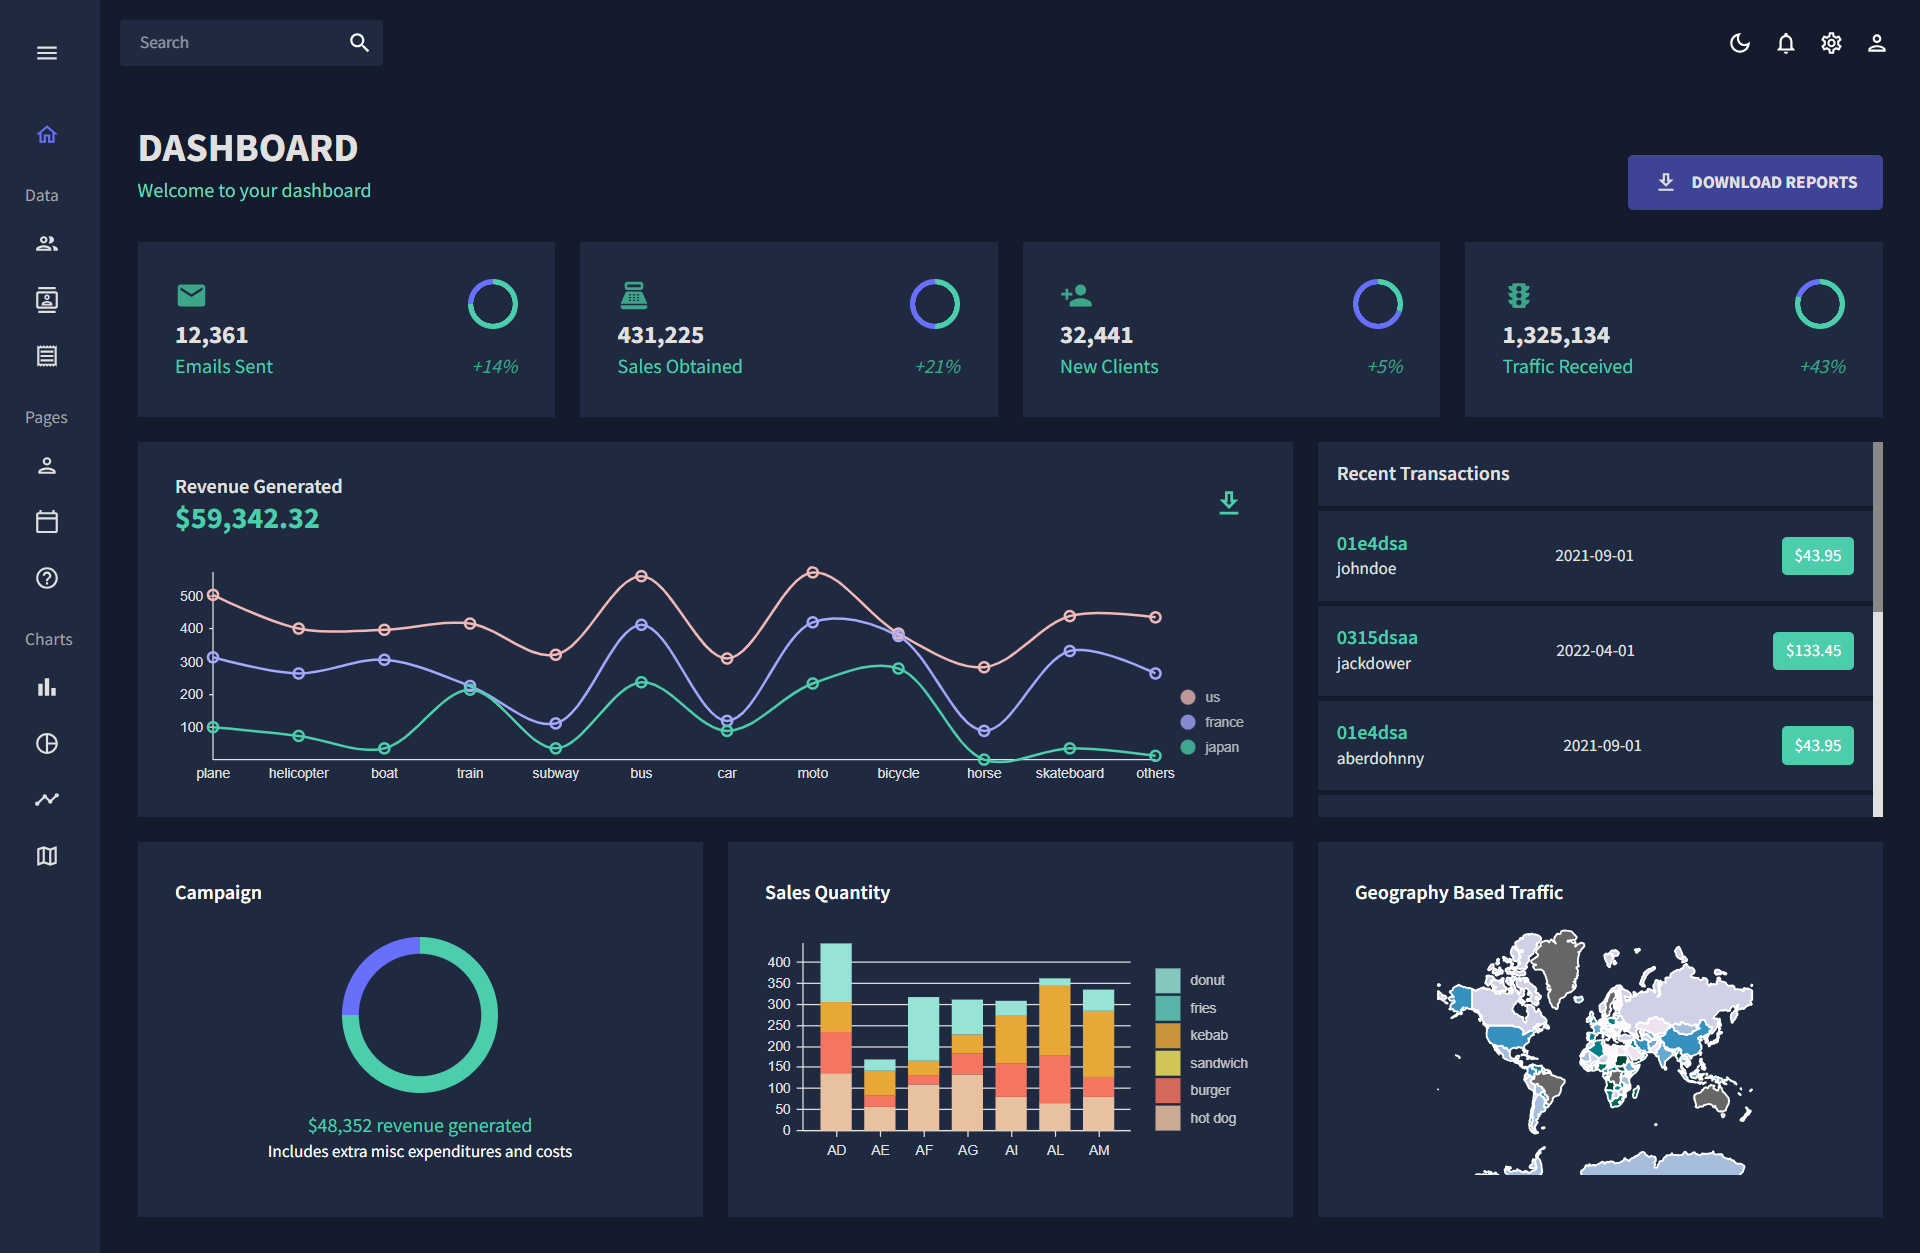 Search
Data
Pages
Charts
DASHBOARD
Welcome to your dashboard
DOWNLOAD REPORTS
12,361
Emails Sent
+14%
431,225
Sales Obtained
+21%
32,441
New Clients
+5%
1,325,134
Traffic Received
+43%
Revenue Generated
$59,342.32
500
400
300
200
100
plane helicopter boat train subway bus car moto bicycle horse skateboard others
us
france
japan
Recent Transactions
01e4dsa
johndoe
2021-09-01
$43.95
0315dsaa
jackdower
2022-04-01
$133.45
01e4dsa
aberdohnny
2021-09-01
$43.95
Campaign
$48,352 revenue generated
Includes extra misc expenditures and costs
Sales Quantity
400
350
300
250
200
150
100
50
0
AD AE AF AG AI AL AM
donut
fries
kebab
sandwich
burger
hot dog
Geography Based Traffic